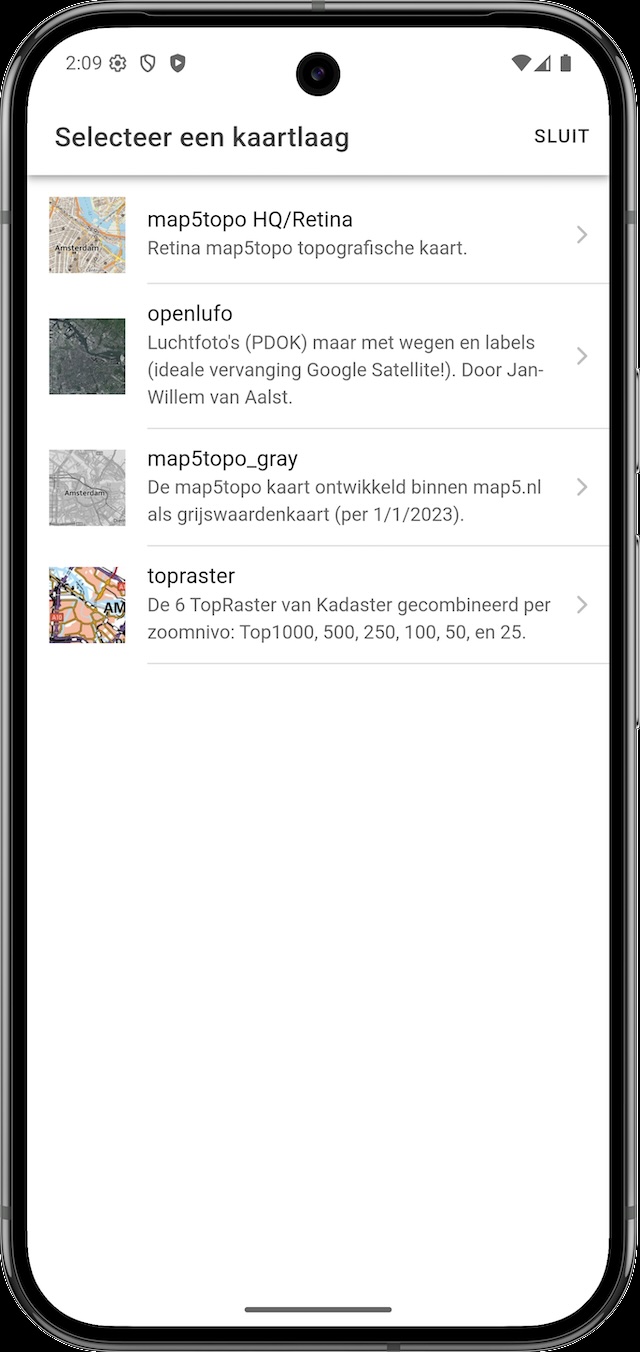 2:09
Selecteer een kaartlaag
SLUIT
Amsterdam
map5topo HQ/Retina
Retina map5topo topografische kaart.
openlufo
Luchtfoto's (PDOK) maar met wegen en labels
(ideale vervanging Google Satellite!). Door Jan-
Willem van Aalst.
Amsterdam
map5topo_gray
De map5topo kaart ontwikkeld binnen map5.nl
als grijswaardenkaart (per 1/1/2023).
AM
topraster
De 6 TopRaster van Kadaster gecombineerd per
zoomnivo: Top1000, 500, 250, 100, 50, en 25.